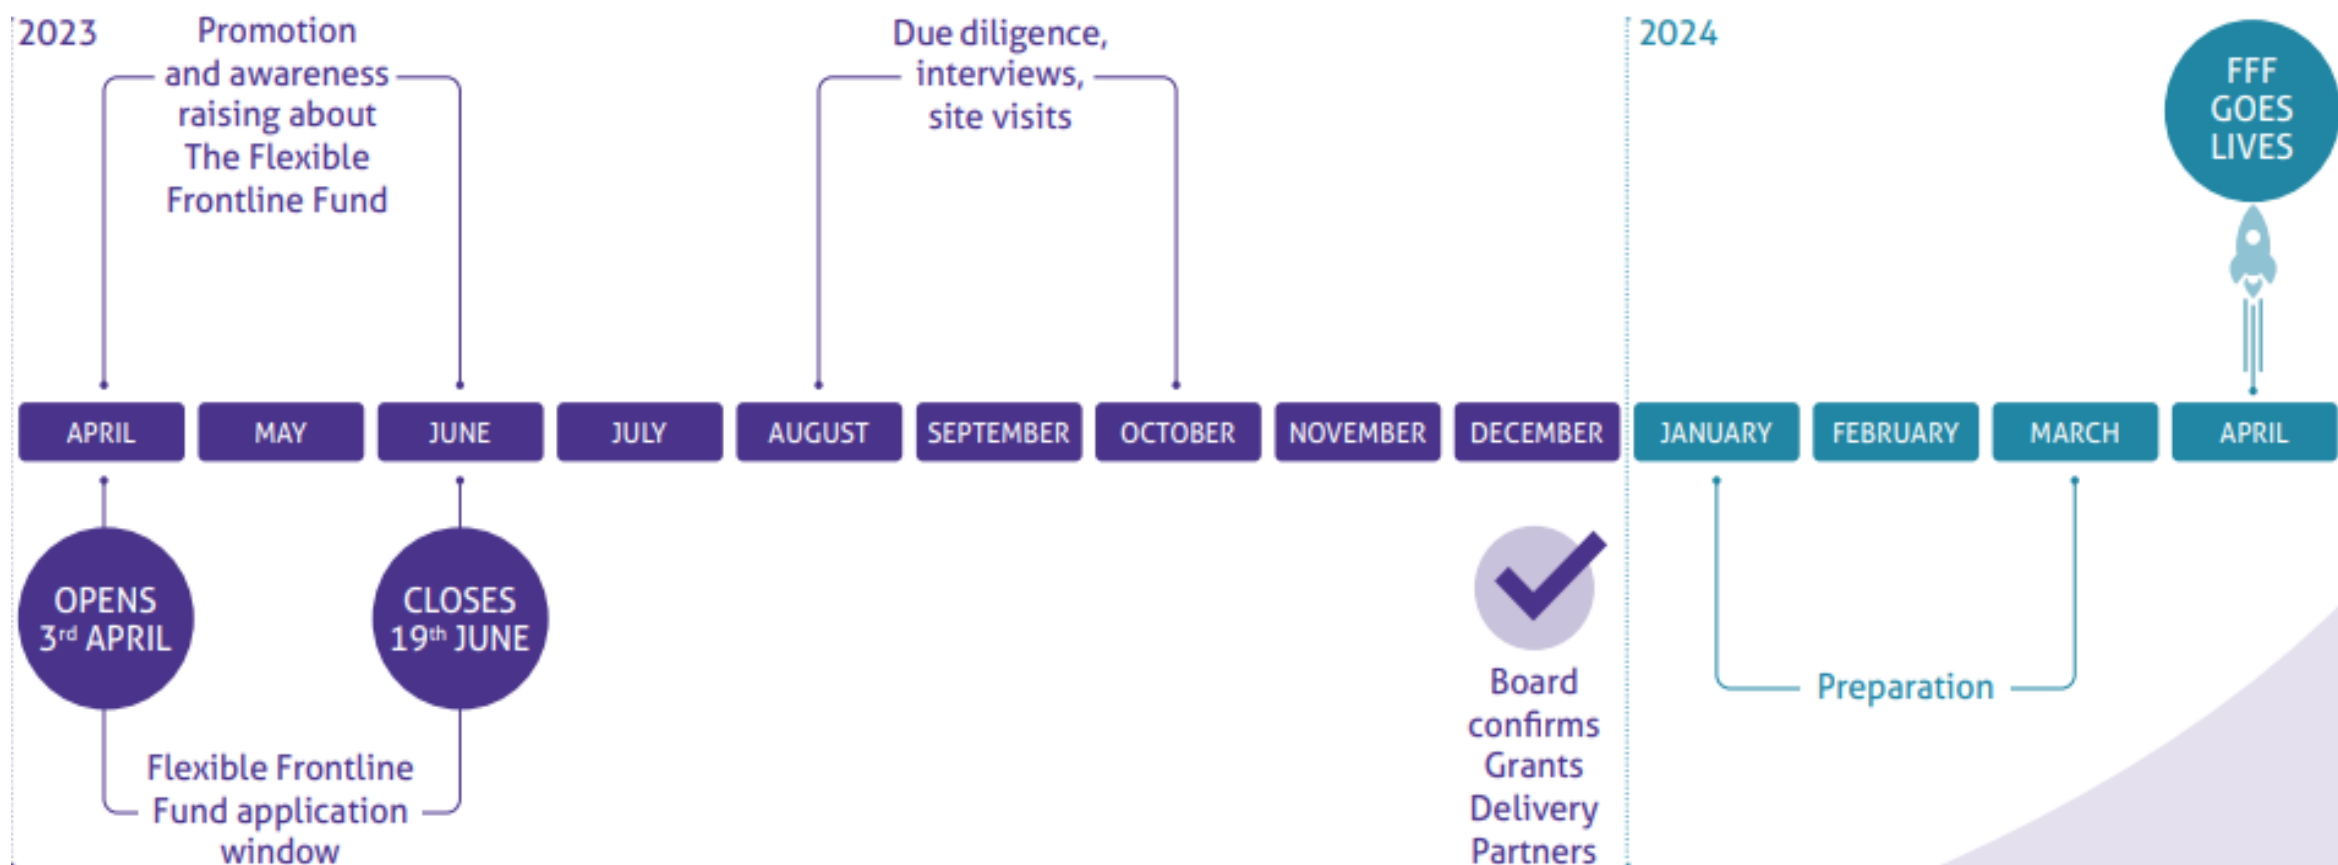 2023
Promotion
and awareness
raising about
The Flexible
Frontline Fund
Due diligence,
interviews,
site visits
2024
FFF
GOES
LIVES
APRIL
MAY
JUNE
JULY
AUGUST
SEPTEMBER
OCTOBER
NOVEMBER
DECEMBER
JANUARY
FEBRUARY
MARCH
APRIL
OPENS
3rd APRIL
CLOSES
19th JUNE
Flexible Frontline
Fund application
window
Board
confirms
Grants
Delivery
Partners
Preparation